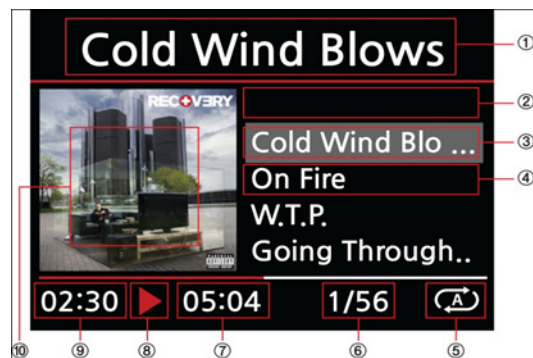 Cold Wind Blows
①
RECOVERY
②
Cold Wind Blo ...
③
On Fire
④
W.T.P.
Going Through..
02:30
05:04
1/56
A
⑩
⑨
⑧
⑦
⑥
⑤